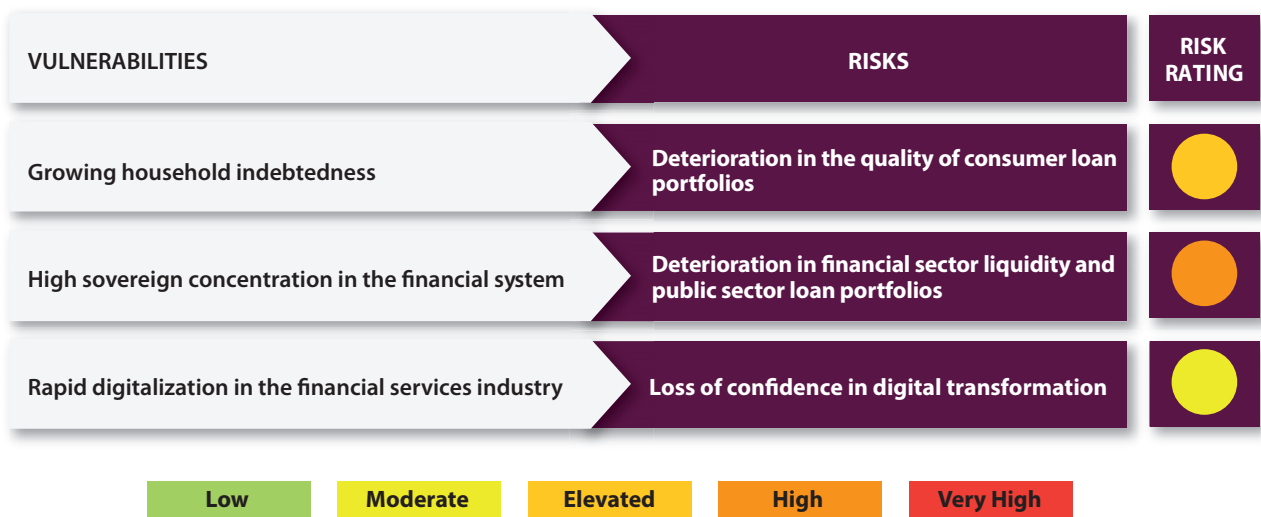 VULNERABILITIES
RISKS
RISK
RATING
Growing household indebtedness
Deterioration in the quality of consumer loan
portfolios
High sovereign concentration in the financial system
Deterioration in financial sector liquidity and
public sector loan portfolios
Rapid digitalization in the financial services industry
Loss of confidence in digital transformation
Low
Moderate
Elevated
High
Very High